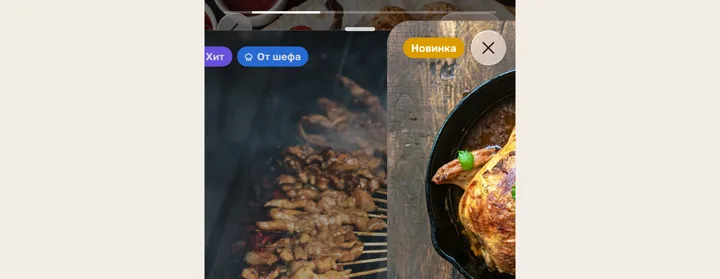 Хит
От шефа
Новинка